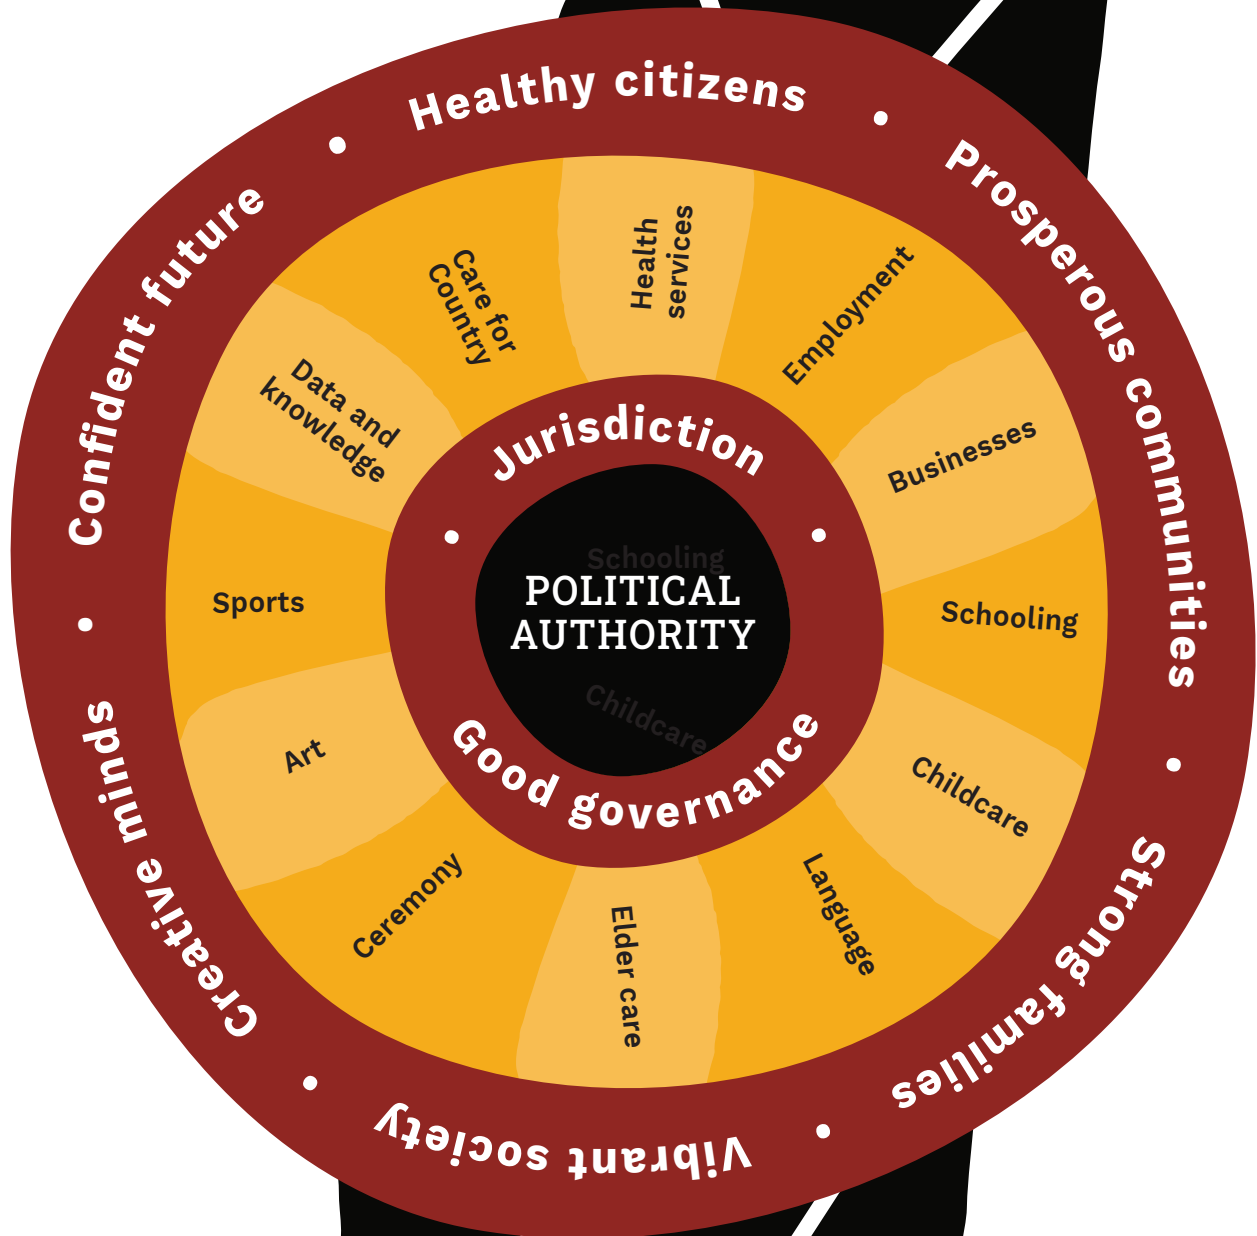 Healthy citizens
Prosperous communities
Strong families
Vibrant society
Creative minds
Confident future
Health
services
Employment
Businesses
Schooling
Childcare
Language
Elder care
Ceremony
Art
Sports
Data and
knowledge
Care for
Country
Jurisdiction
Good governance
Schooling
POLITICAL
AUTHORITY
Childcare